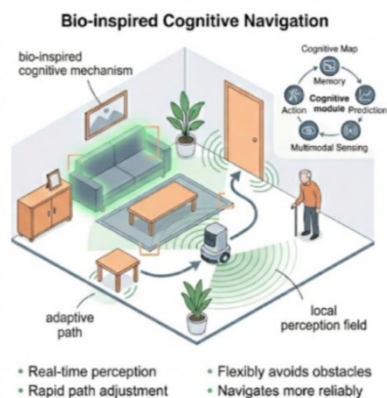 Bio-inspired Cognitive Navigation
bio-inspired
cognitive mechanism
Cognitive Map
Memory
Action
Cognitive
module
Prediction
Multimodal Sensing
adaptive
path
local
perception field
• Real-time perception
• Rapid path adjustment
• Flexibly avoids obstacles
• Navigates more reliably